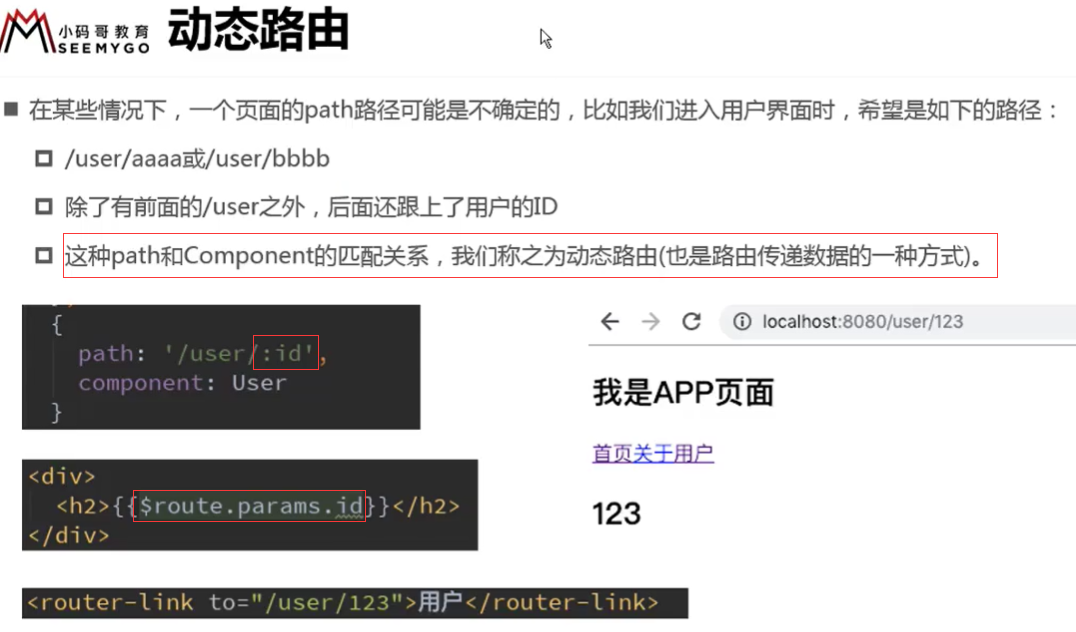 小码哥教育
SEEMYGO
动态路由
在某些情况下，一个页面的path路径可能是不确定的，比如我们进入用户界面时，希望是如下的路径：
/user/aaaa或/user/bbbb
除了有前面的/user之外，后面还跟上了用户的ID
这种path和Component的匹配关系，我们称之为动态路由(也是路由传递数据的一种方式)。
{
path: '/user/:id',
component: User
}
<div>
<h2>{{$route.params.id}}</h2>
</div>
<router-link to="/user/123">用户</router-link>
localhost:8080/user/123
我是APP页面
首页关于用户
123